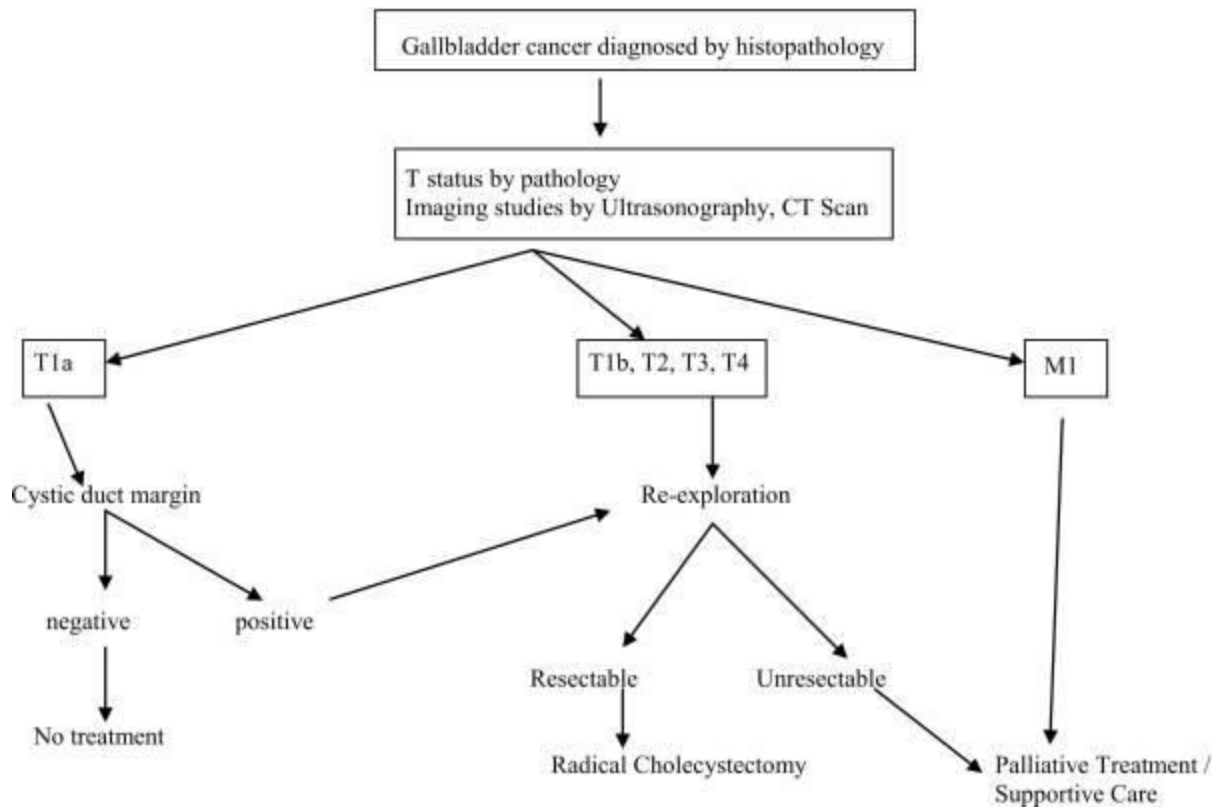 Gallbladder cancer diagnosed by histopathology
T status by pathology
Imaging studies by Ultrasonography, CT Scan
T1a
T1b, T2, T3, T4
M1
Cystic duct margin
Re-exploration
negative
positive
Resectable
Unresectable
No treatment
Radical Cholecystectomy
Palliative Treatment /
Supportive Care